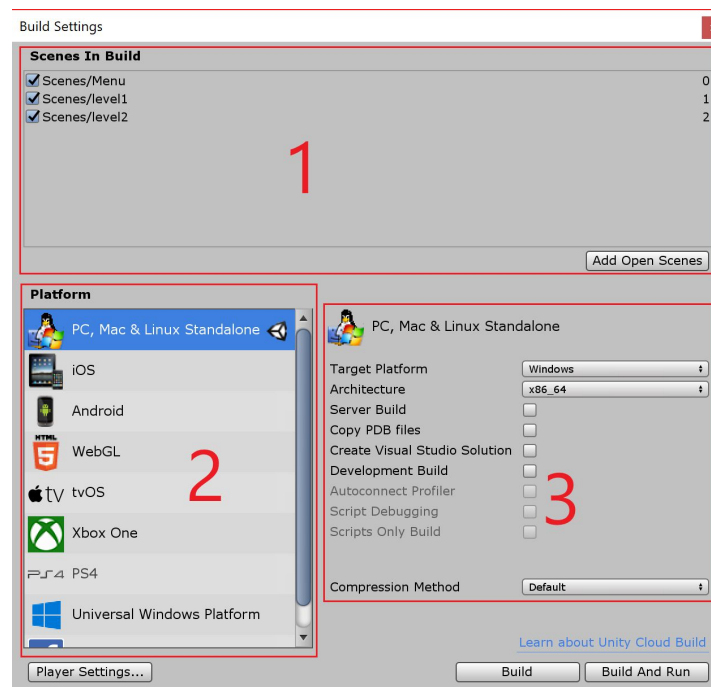 Build Settings
Scenes In Build
Scenes/Menu 0
Scenes/level1 1
Scenes/level2 2
1
Add Open Scenes
Platform
PC, Mac & Linux Standalone
iOS
Android
HTML
5
WebGL
tv tvOS
Xbox One
PS4 PS4
Universal Windows Platform
2
PC, Mac & Linux Standalone
Target Platform Windows
Architecture x86_64
Server Build
Copy PDB files
Create Visual Studio Solution
Development Build
Autoconnect Profiler
Script Debugging
Scripts Only Build
3
Compression Method Default
Learn about Unity Cloud Build
Player Settings... Build Build And Run